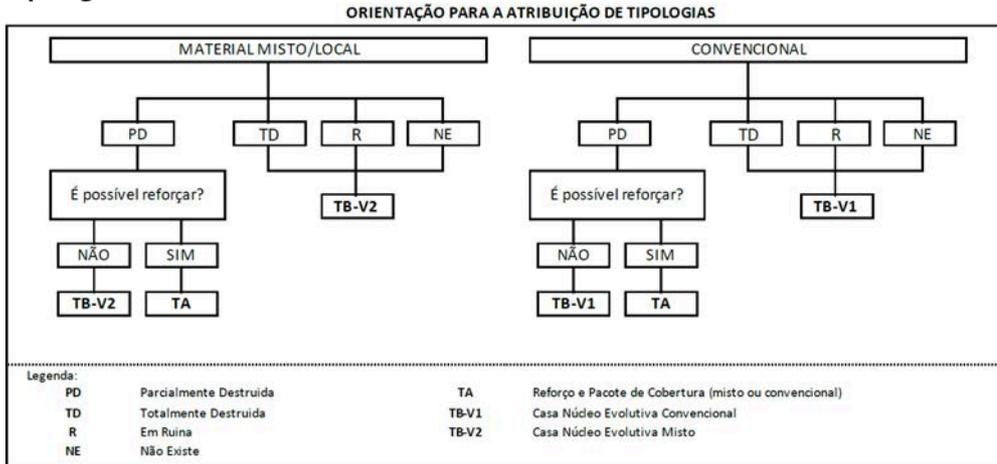 ORIENTAÇÃO PARA A ATRIBUIÇÃO DE TIPOLOGIAS
MATERIAL MISTO/LOCAL
PD TD R NE
É possível reforçar?
TB-V2
NÃO SIM
TB-V2 TA
CONVENCIONAL
PD TD R NE
É possível reforçar?
TB-V1
NÃO SIM
TB-V1 TA
Legenda:
PD Parcialmente Destruida
TD Totalmente Destruida
R Em Ruina
NE Não Existe
TA Reforço e Pacote de Cobertura (misto ou convencional)
TB-V1 Casa Núcleo Evolutiva Convencional
TB-V2 Casa Núcleo Evolutiva Misto